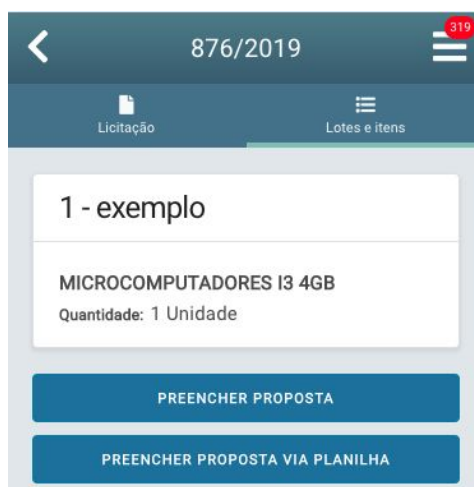 319
876/2019
Licitação
Lotes e itens
1 - exemplo
MICROCOMPUTADORES I3 4GB
Quantidade: 1 Unidade
PREENCHER PROPOSTA
PREENCHER PROPOSTA VIA PLANILHA